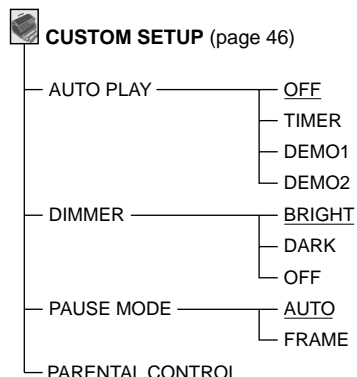 CUSTOM SETUP (page 46)
AUTO PLAY OFF
TIMER
DEMO1
DEMO2
DIMMER BRIGHT
DARK
OFF
PAUSE MODE AUTO
FRAME
PARENTAL CONTROL